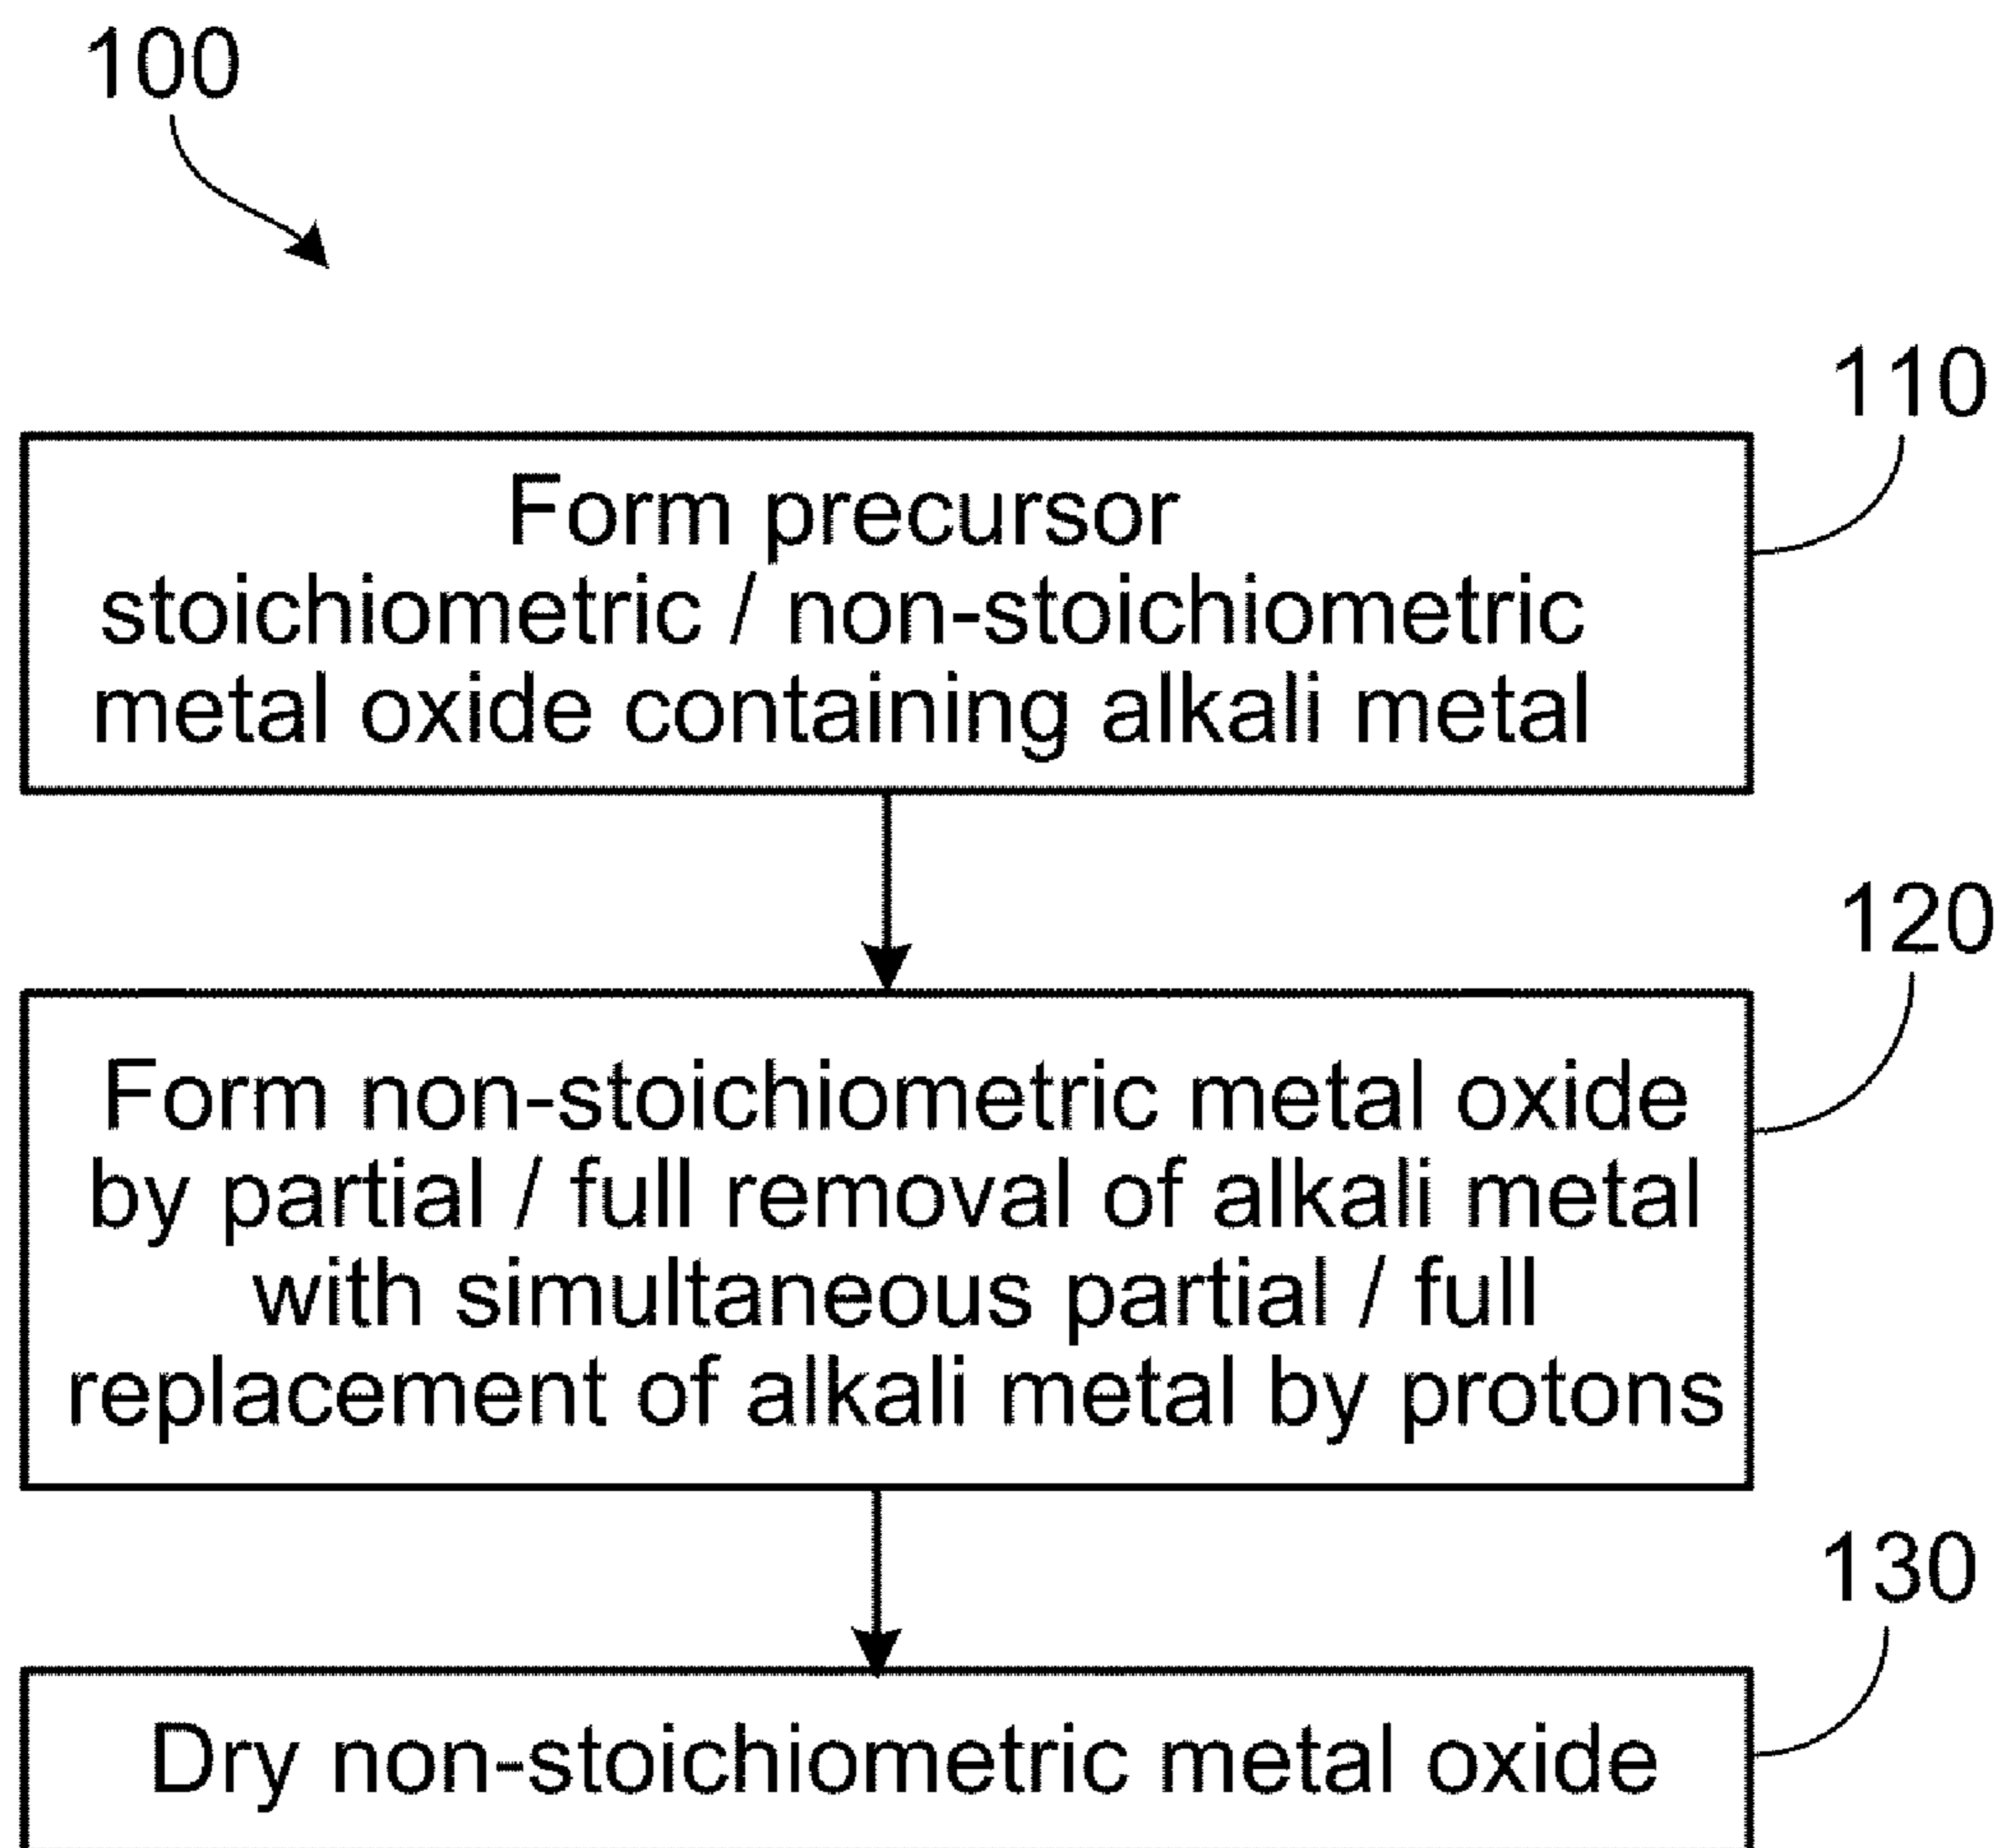 100
110
Form precursor
stoichiometric / non-stoichiometric
metal oxide containing alkali metal
120
Form non-stoichiometric metal oxide
by partial / full removal of alkali metal
with simultaneous partial / full
replacement of alkali metal by protons
130
Dry non-stoichiometric metal oxide